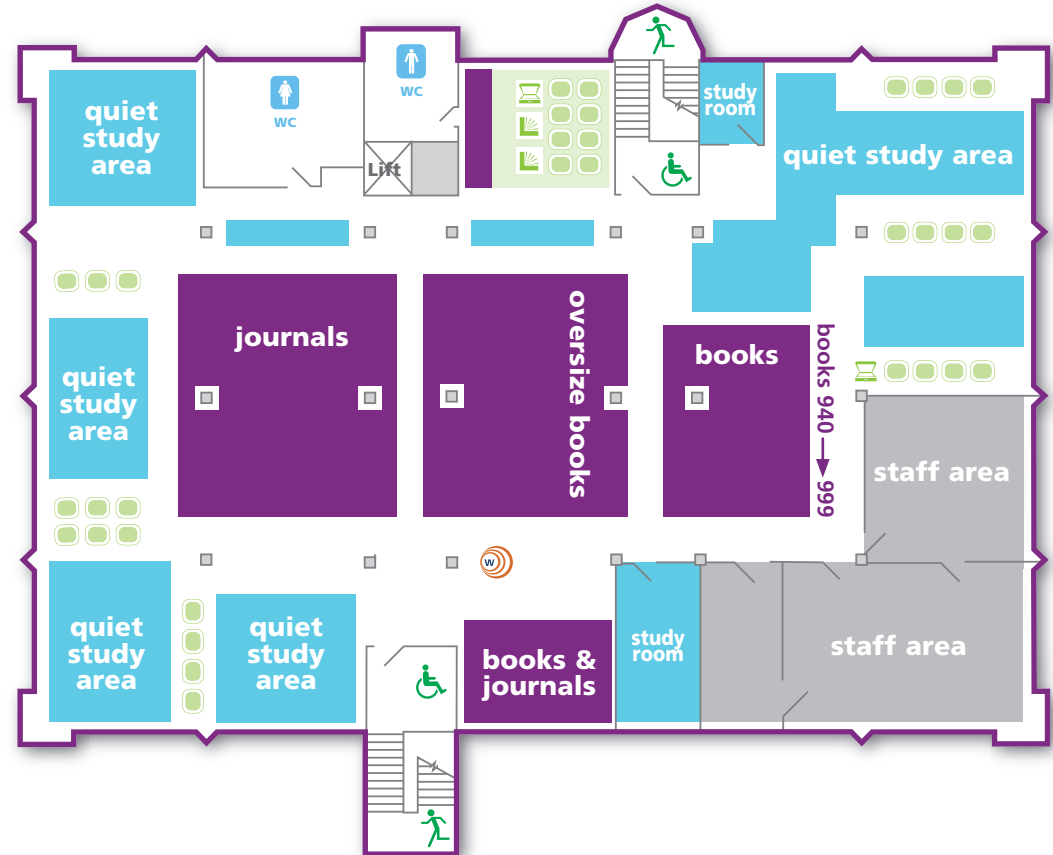 quiet
study
area
WC
WC
Lift
study
room
quiet study area
journals
oversize books
books
books 940
999
quiet
study
area
staff area
w
quiet
study
area
quiet
study
area
books &
journals
study
room
staff area